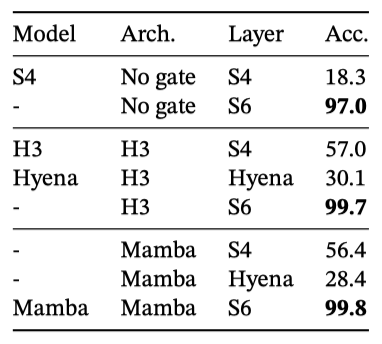 Model Arch. Layer Acc.
S4 No gate S4 18.3
- No gate S6 97.0
H3 H3 S4 57.0
Hyena H3 Hyena 30.1
- H3 S6 99.7
- Mamba S4 56.4
- Mamba Hyena 28.4
Mamba Mamba S6 99.8